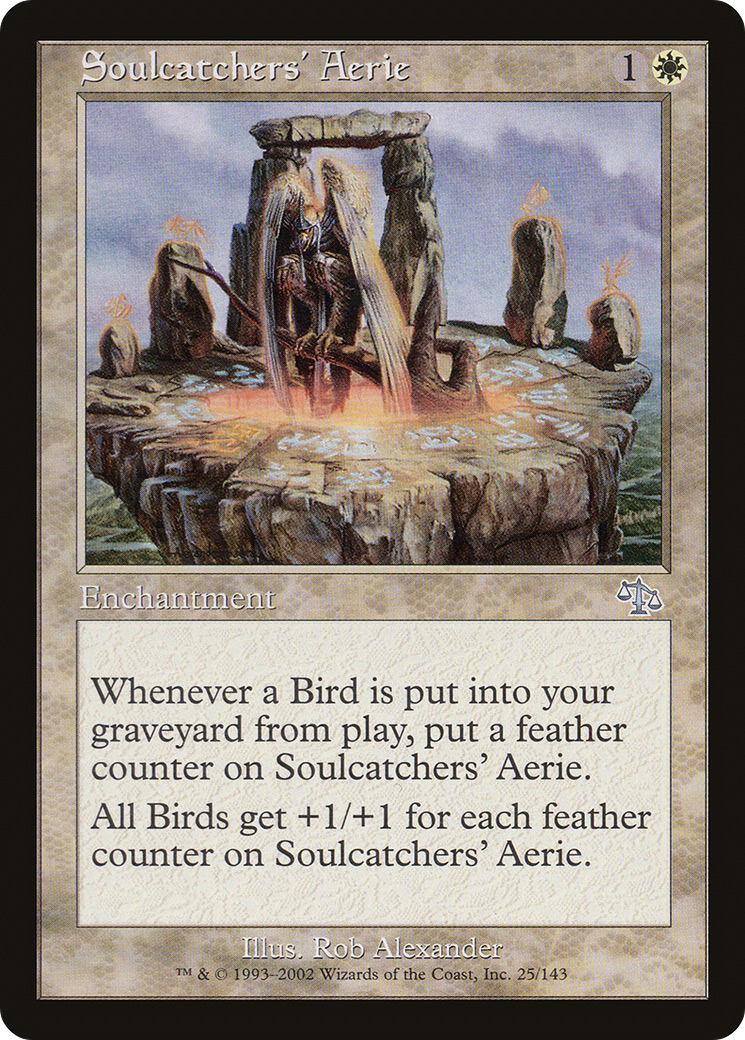 Soulcatchers' Aerie 1
Enchantment
Whenever a Bird is put into your
graveyard from play, put a feather
counter on Soulcatchers' Aerie.
All Birds get +1/+1 for each feather
counter on Soulcatchers' Aerie.
Illus. Rob Alexander
™ & © 1993–2002 Wizards of the Coast, Inc. 25/143